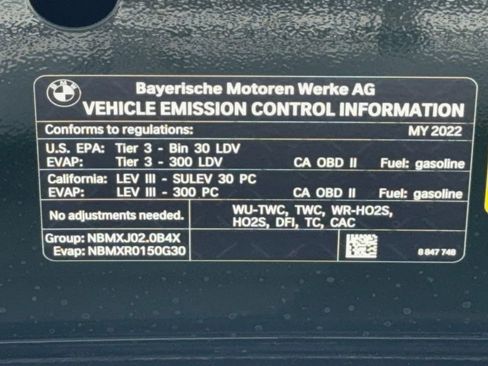 BMW
Bayerische Motoren Werke AG
VEHICLE EMISSION CONTROL INFORMATION
Conforms to regulations: MY 2022
U.S. EPA: Tier 3 - Bin 30 LDV
EVAP: Tier 3 - 300 LDV CA OBD II Fuel: gasoline
California: LEV III - SULEV 30 PC
EVAP: LEV III - 300 PC CA OBD II Fuel: gasoline
No adjustments needed.
WU-TWC, TWC, WR-HO2S,
HO2S, DFI, TC, CAC
Group: NBMXJ02.0B4X
Evap: NBMXR0150G30
8 847 748